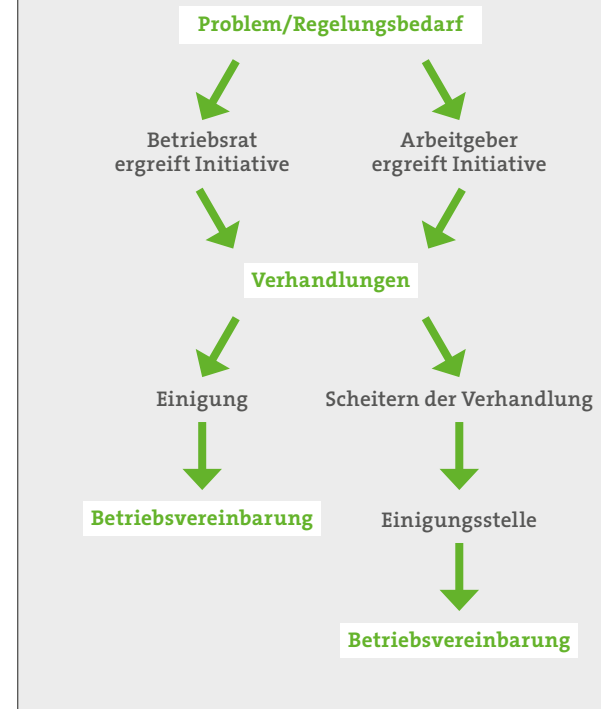 Problem/Regelungsbedarf
Betriebsrat
ergreift Initiative
Arbeitgeber
ergreift Initiative
Verhandlungen
Einigung
Scheitern der Verhandlung
Betriebsvereinbarung
Einigungsstelle
Betriebsvereinbarung